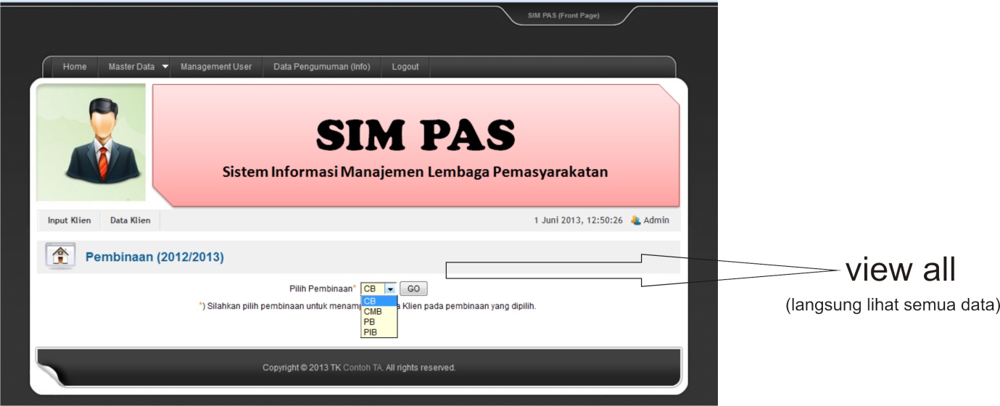 SIM PAS (Front Page)
Home Master Data Management User Data Pengumuman (Info) Logout
SIM PAS
Sistem Informasi Manajemen Lembaga Pemasyarakatan
Input Klien Data Klien 1 Juni 2013, 12:50:26 Admin
Pembinaan (2012/2013)
Pilih Pembinaan* CB GO
*) Silahkan pilih pembinaan untuk Klien pada pembinaan yang dipilih.
CB
CMB
PB
PIB
Copyright © 2013 TK Contoh TA. All rights reserved.
view all
(langsung lihat semua data)